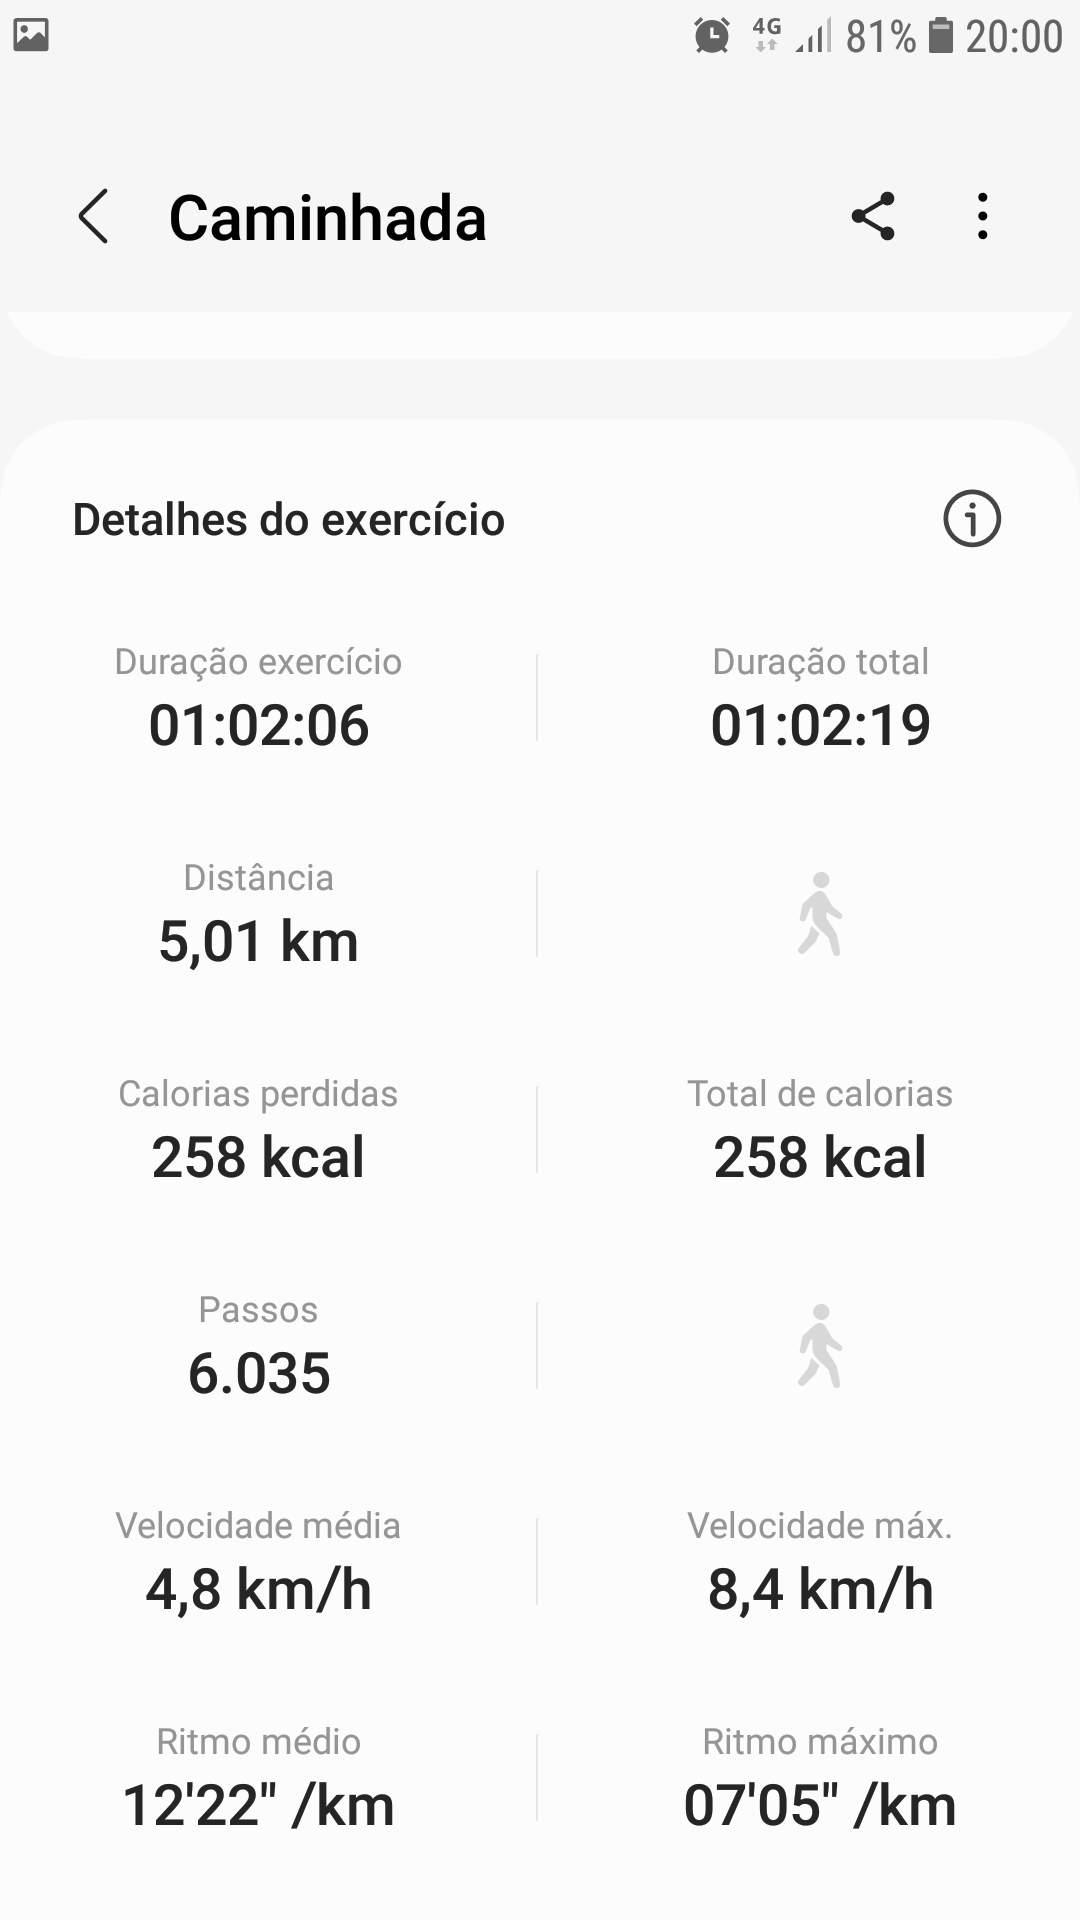 4G 81% 20:00
Caminhada
Detalhes do exercício
Duração exercício Duração total
01:02:06 01:02:19
Distância
5,01 km
Calorias perdidas Total de calorias
258 kcal 258 kcal
Passos
6.035
Velocidade média Velocidade máx.
4,8 km/h 8,4 km/h
Ritmo médio Ritmo máximo
12'22" /km 07'05" /km